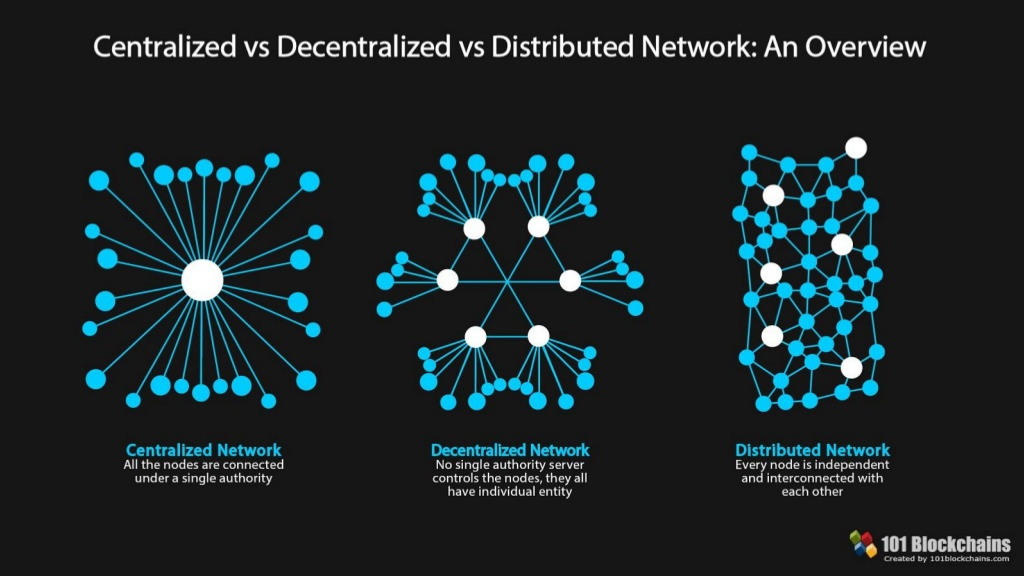 Centralized vs Decentralized vs Distributed Network: An Overview
Centralized Network
All the nodes are connected
under a single authority
Decentralized Network
No single authority server
controls the nodes, they all
have individual entity
Distributed Network
Every node is independent
and interconnected with
each other
101 Blockchains
Created by 101blockchains.com